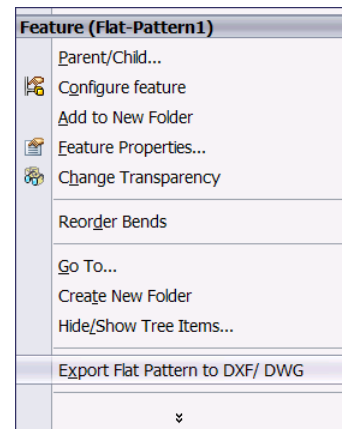 Feature (Flat-Pattern1)
Parent/Child...
Configure feature
Add to New Folder
Feature Properties...
Change Transparency
Reorder Bends
Go To...
Create New Folder
Hide/Show Tree Items...
Export Flat Pattern to DXF/ DWG